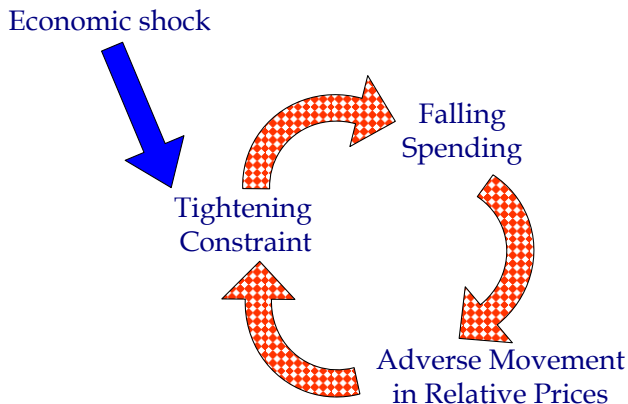 Economic shock
Falling
Spending
Tightening
Constraint
Adverse Movement
in Relative Prices